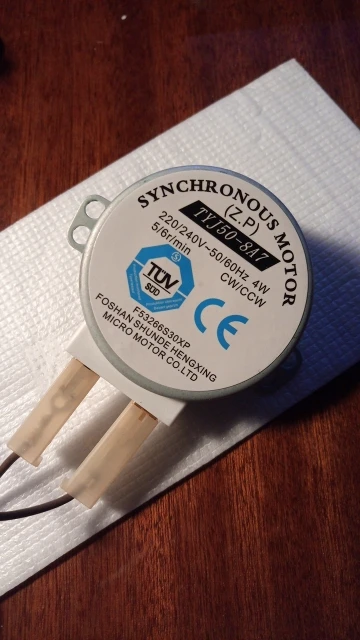 SYNCHRONOUS MOTOR
(Z.P)
TYJ50-8A7
220/240V~50/60Hz 4W
5/6r/min CW/CCW
TÜV
SÜD
CE
F53266S30XP
FOSHAN SHUNDE HENGXING
MICRO MOTOR CO.LTD